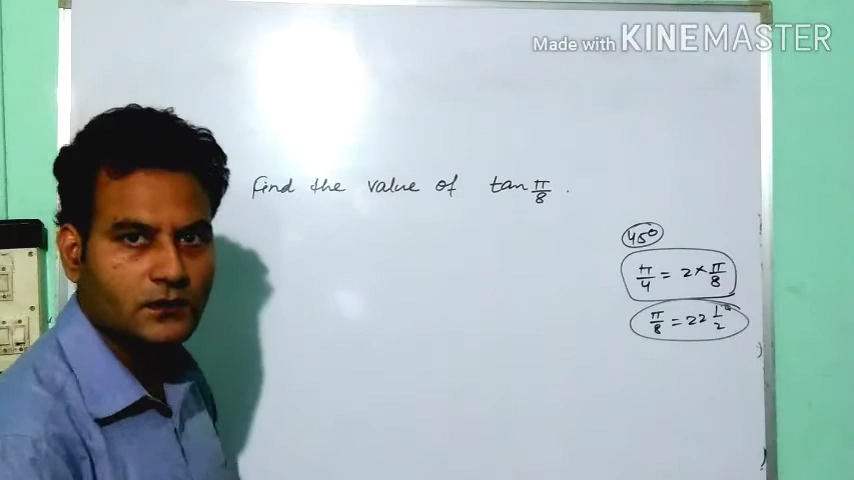 Made with KINEMASTER
Find the value of tan π/8 .
45°
π/4 = 2 × π/8
π/8 = 22 1/2°